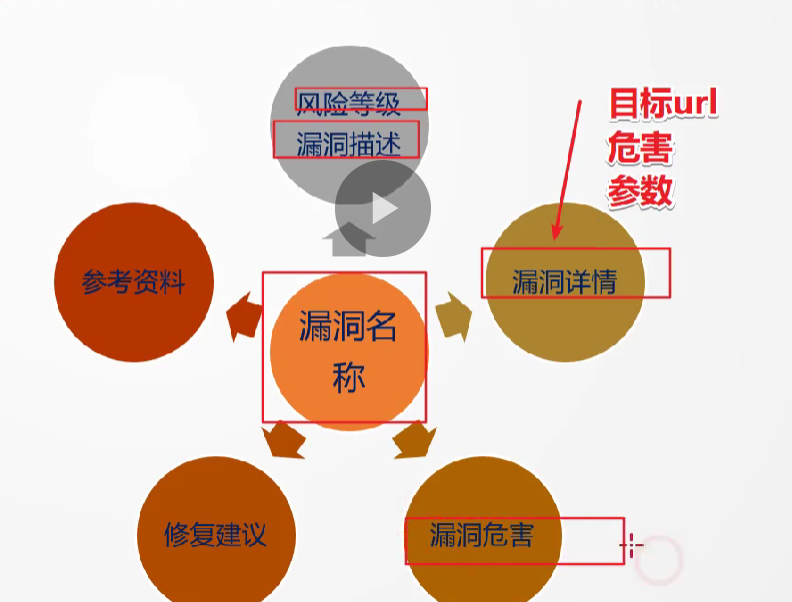 风险等级
漏洞描述
目标url
危害
参数
参考资料
漏洞详情
漏洞名
称
修复建议
漏洞危害